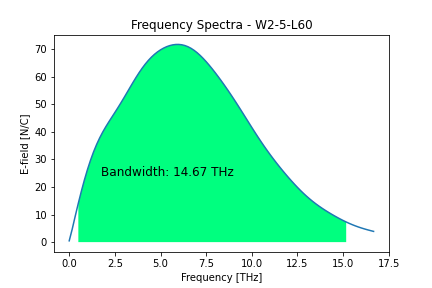 Frequency Spectra - W2-5-L60
70
60
50
40
30
20
10
0
E-field [N/C]
Bandwidth: 14.67 THz
0.0 2.5 5.0 7.5 10.0 12.5 15.0 17.5
Frequency [THz]